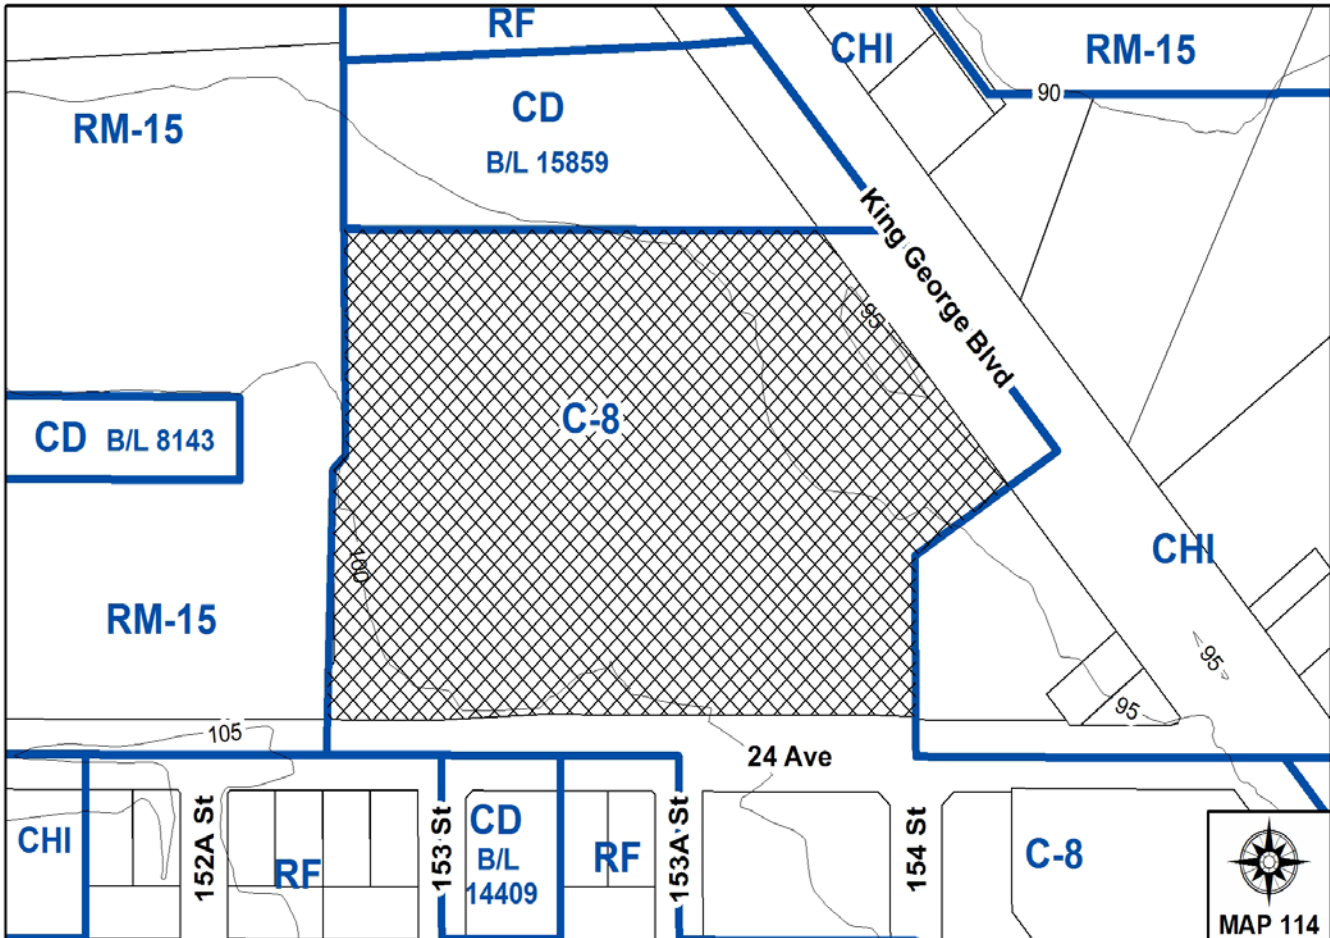 RF
CHI
RM-15
90
CD
RM-15
B/L 15859
King George Blvd
95
C-8
CD B/L 8143
CHI
100
RM-15
95
95
105
24 Ave
152A St
153 St
CD
B/L
14409
153A St
154 St
CHI
RF
RF
C-8
MAP 114